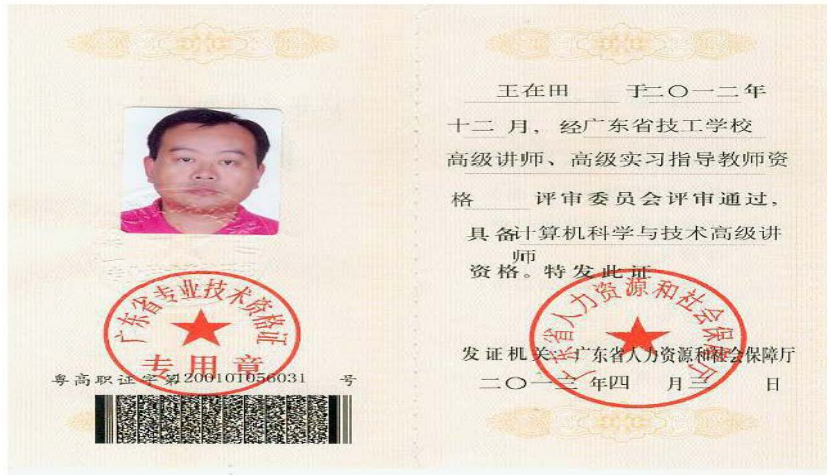 广东省专业技术资格证
专用章
粤高职证字第1200101056031 号
王在田 于二〇一二年
十二 月，经广东省技工学校
高级讲师、高级实习指导教师资
格 评审委员会评审通过，
具备计算机科学与技术高级讲
师
资格。特发此证
广东省人力资源和社会保障厅
发证机关 广东省人力资源和社会保障厅
二〇一三 年四 月三 日